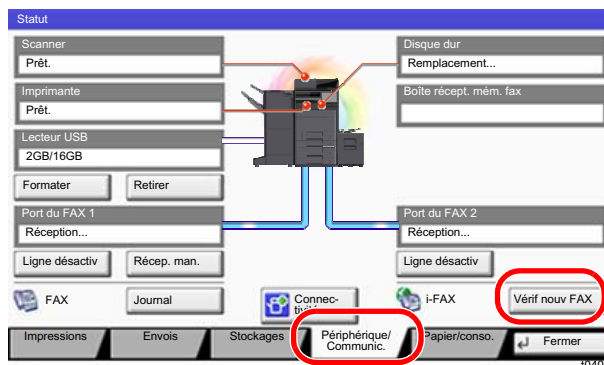 Statut
Scanner
Prêt.
Disque dur
Remplacement...
Imprimante
Prêt.
Boîte récept. mém. fax
Lecteur USB
2GB/16GB
Formater
Retirer
Port du FAX 1
Réception...
Port du FAX 2
Réception...
Ligne désactiv
Récep. man.
Ligne désactiv
FAX
Journal
Connec-
tivité
i-FAX
Vérif nouv FAX
Impressions
Envois
Stockages
Périphérique/
Communic.
Papier/conso.
Fermer